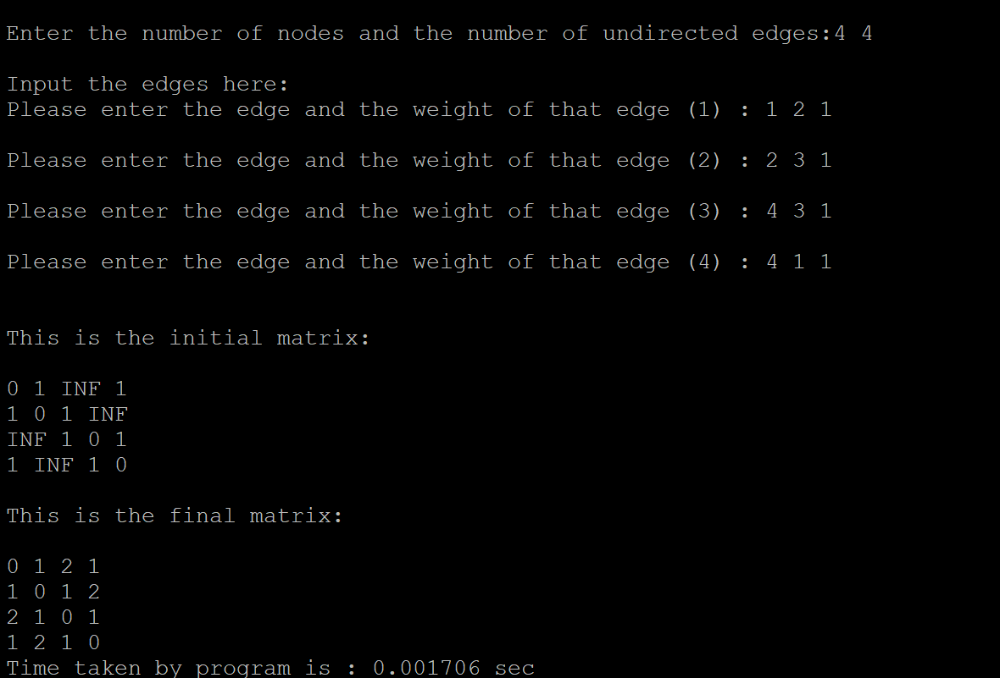 Enter the number of nodes and the number of undirected edges:4 4
Input the edges here:
Please enter the edge and the weight of that edge (1) : 1 2 1
Please enter the edge and the weight of that edge (2) : 2 3 1
Please enter the edge and the weight of that edge (3) : 4 3 1
Please enter the edge and the weight of that edge (4) : 4 1 1
This is the initial matrix:
0 1 INF 1
1 0 1 INF
INF 1 0 1
1 INF 1 0
This is the final matrix:
0 1 2 1
1 0 1 2
2 1 0 1
1 2 1 0
Time taken by program is : 0.001706 sec